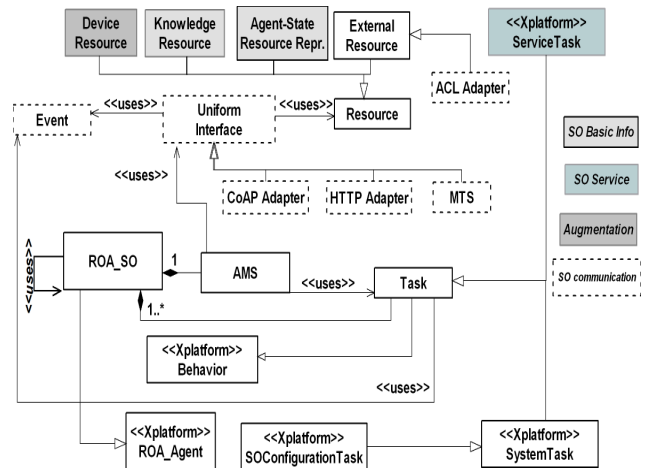 Device
Resource
Knowledge
Resource
Agent-State
Resource Repr.
External
Resource
<<Xplatform>>
ServiceTask
ACL Adapter
Event
<<uses>>
Uniform
Interface
<<uses>>
Resource
SO Basic Info
<<uses>>
CoAP Adapter
HTTP Adapter
MTS
SO Service
Augmentation
<<uses>>
ROA_SO
1
AMS
<<uses>>
Task
SO communication
1..*
<<Xplatform>>
Behavior
<<uses>>
<<Xplatform>>
ROA_Agent
<<Xplatform>>
SOConfigurationTask
<<Xplatform>>
SystemTask